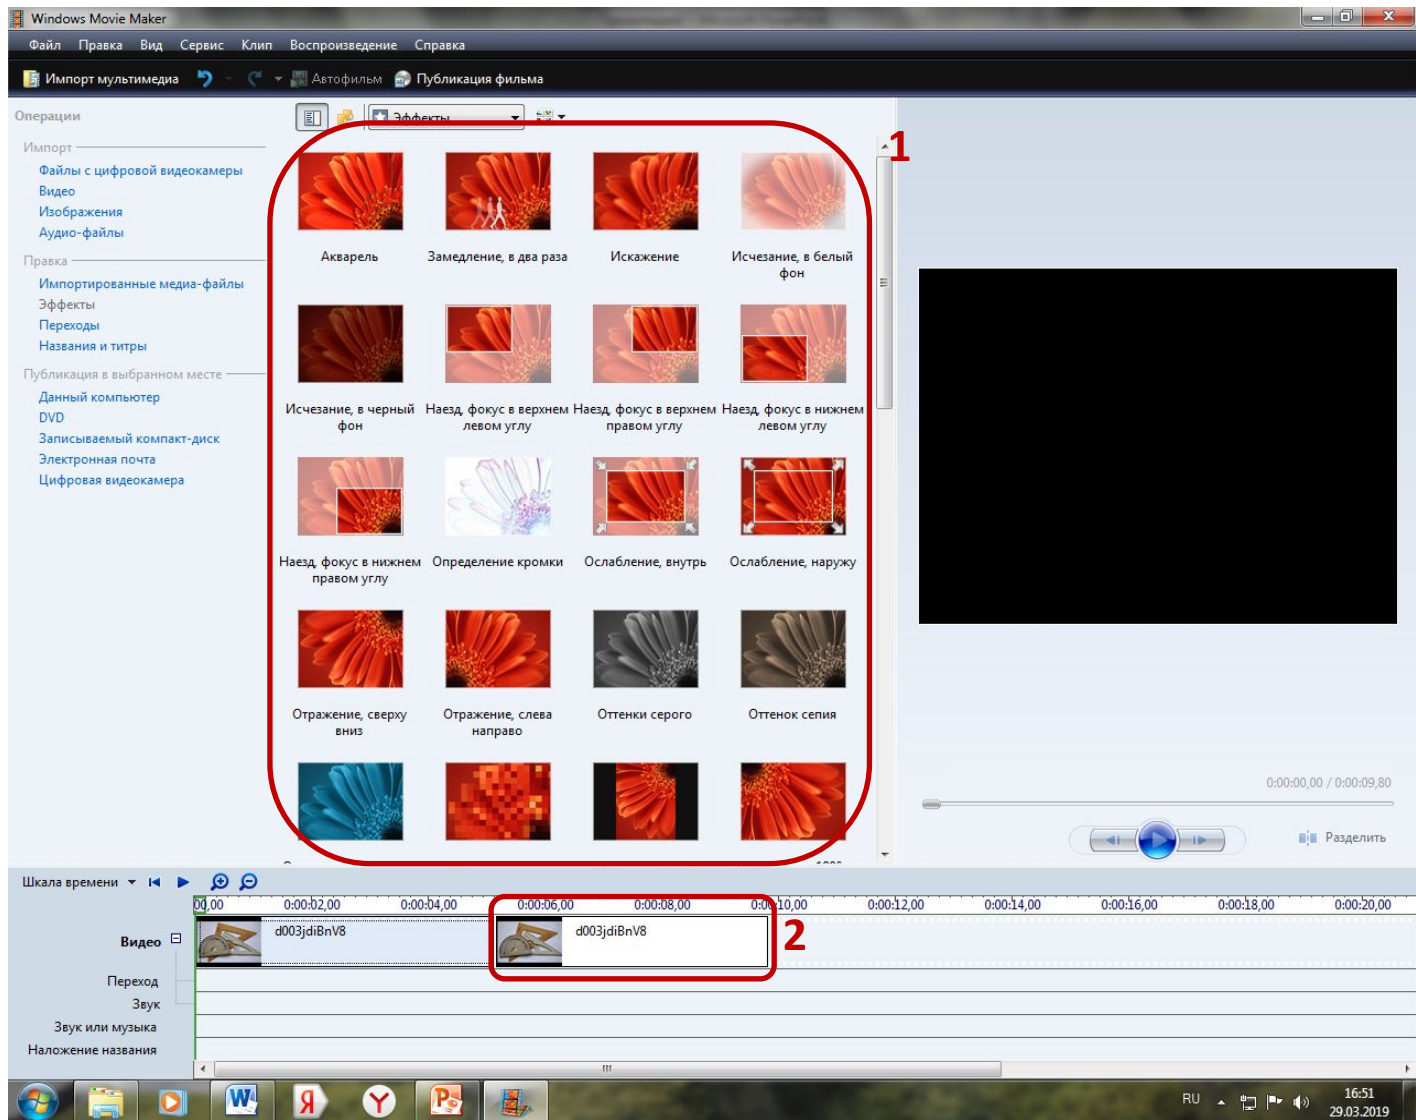 Windows Movie Maker
Файл Правка Вид Сервис Клип Воспроизведение Справка
Импорт мультимедиа Автофильм Публикация фильма
Операции
Эффекты
1
Импорт
Файлы с цифровой видеокамеры
Видео
Изображения
Аудио-файлы
Правка
Импортированные медиа-файлы
Эффекты
Переходы
Названия и титры
Публикация в выбранном месте
Данный компьютер
DVD
Записываемый компакт-диск
Электронная почта
Цифровая видеокамера
Акварель
Замедление, в два раза
Искажение
Исчезание, в белый
фон
Исчезание, в черный
фон
Наезд, фокус в верхнем
левом углу
Наезд, фокус в верхнем
правом углу
Наезд, фокус в нижнем
левом углу
Наезд, фокус в нижнем
правом углу
Определение кромки
Ослабление, внутрь
Ослабление, наружу
Отражение, сверху
вниз
Отражение, слева
направо
Оттенки серого
Оттенок сепия
0:00:00,00 / 0:00:09,80
Разделить
Шкала времени
00,00 0:00:02,00 0:00:04,00 0:00:06,00 0:00:08,00 0:00:10,00 0:00:12,00 0:00:14,00 0:00:16,00 0:00:18,00 0:00:20,00
Видео
d003jdiBnV8
d003jdiBnV8
2
Переход
Звук
Звук или музыка
Наложение названия
RU
16:51
29.03.2019